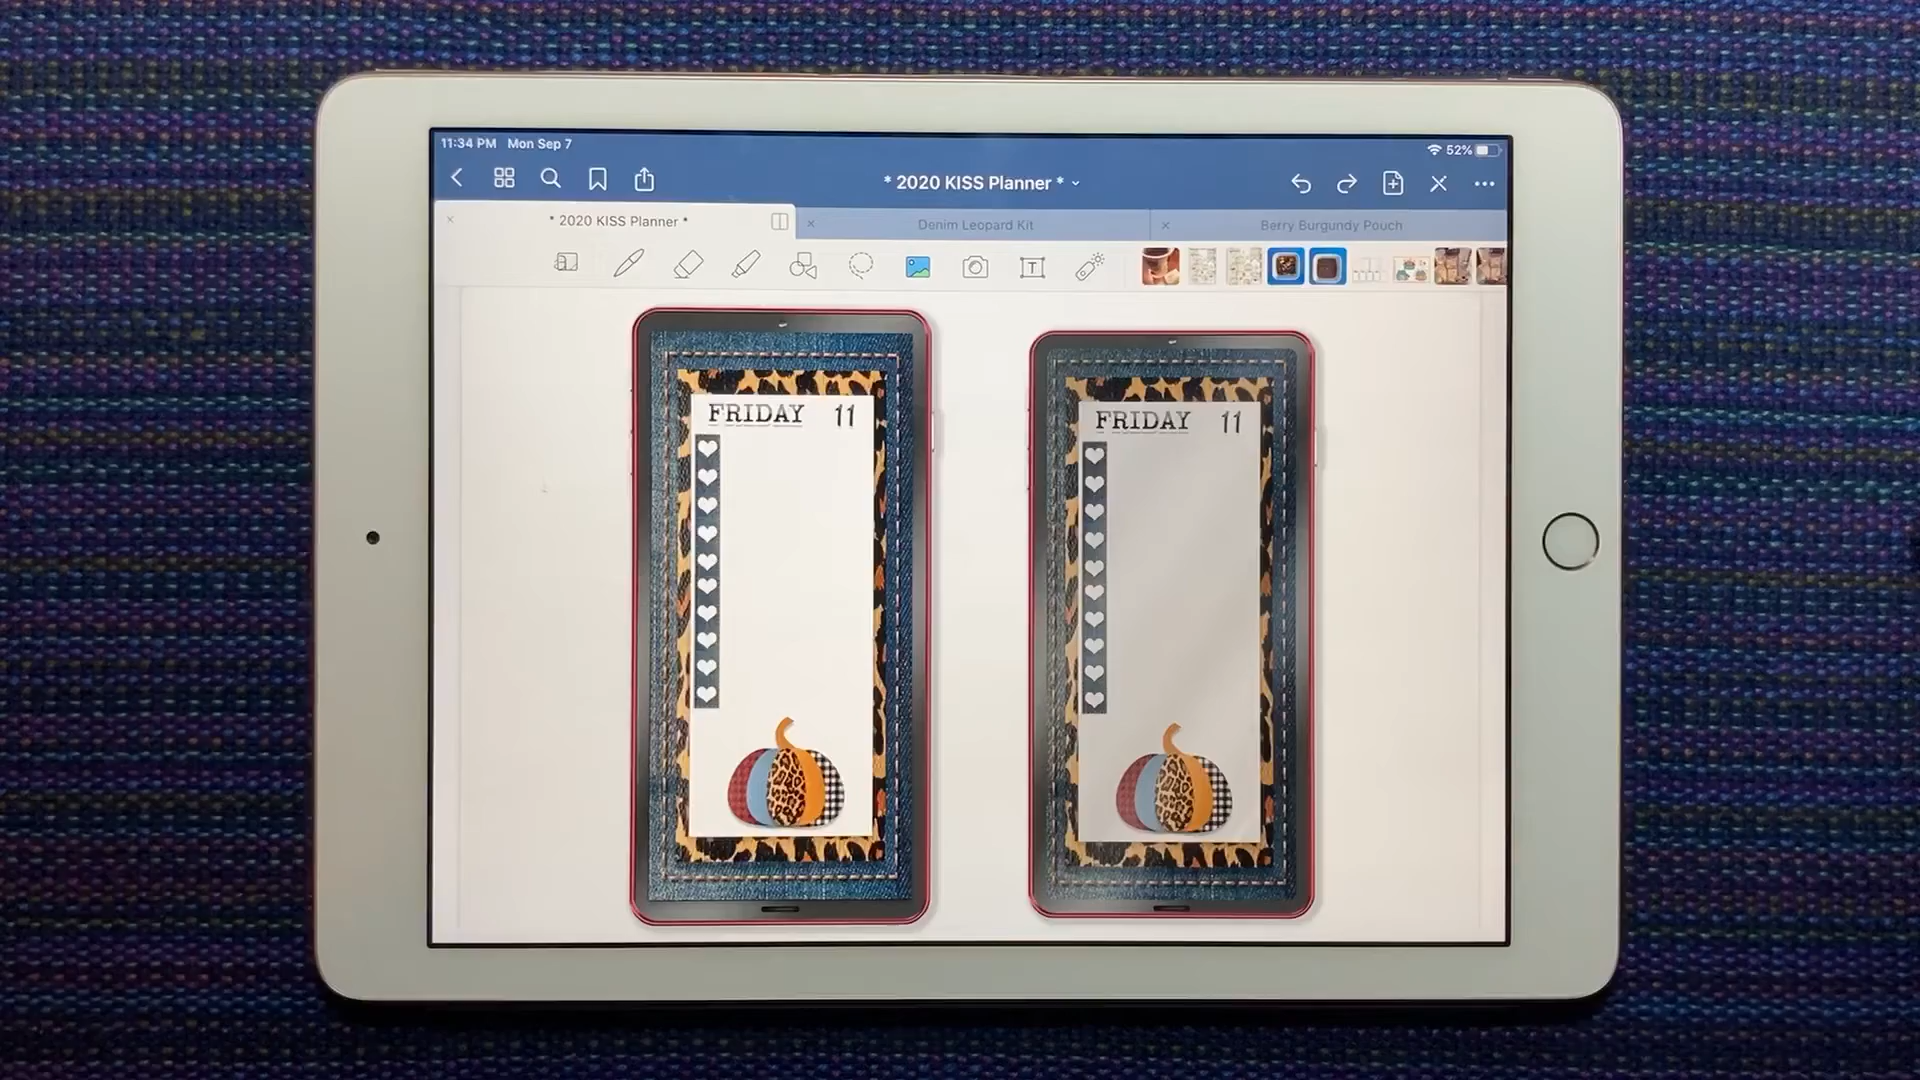 11:34 PM Mon Sep 7
52%
* 2020 KISS Planner *
* 2020 KISS Planner *
Denim Leopard Kit
Berry Burgundy Pouch
T
FRIDAY 11
FRIDAY 11